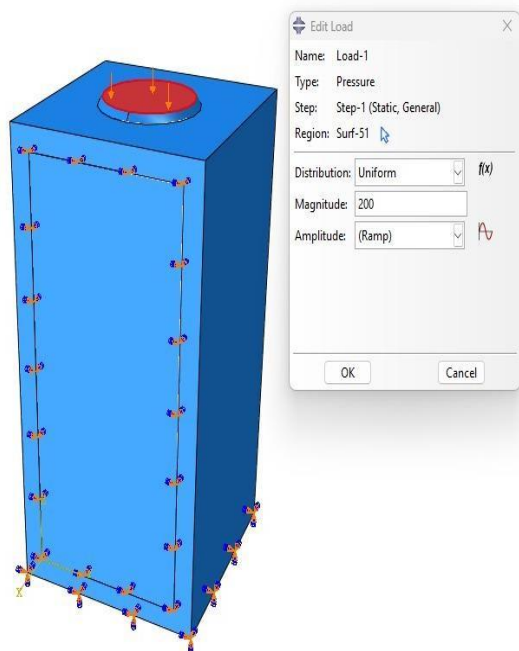 Edit Load
Name: Load-1
Type: Pressure
Step: Step-1 (Static, General)
Region: Surf-51
Distribution: Uniform f(x)
Magnitude: 200
Amplitude: (Ramp)
OK Cancel
X